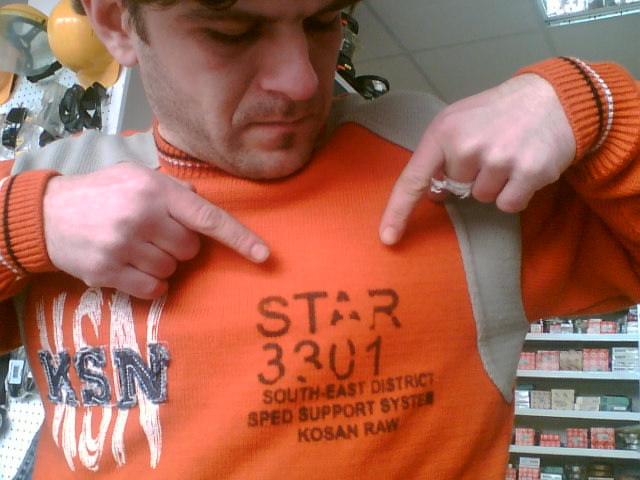 KSN
STAR
3301
SOUTH-EAST DISTRICT
SPED SUPPORT SYSTEM
KOSAN RAW